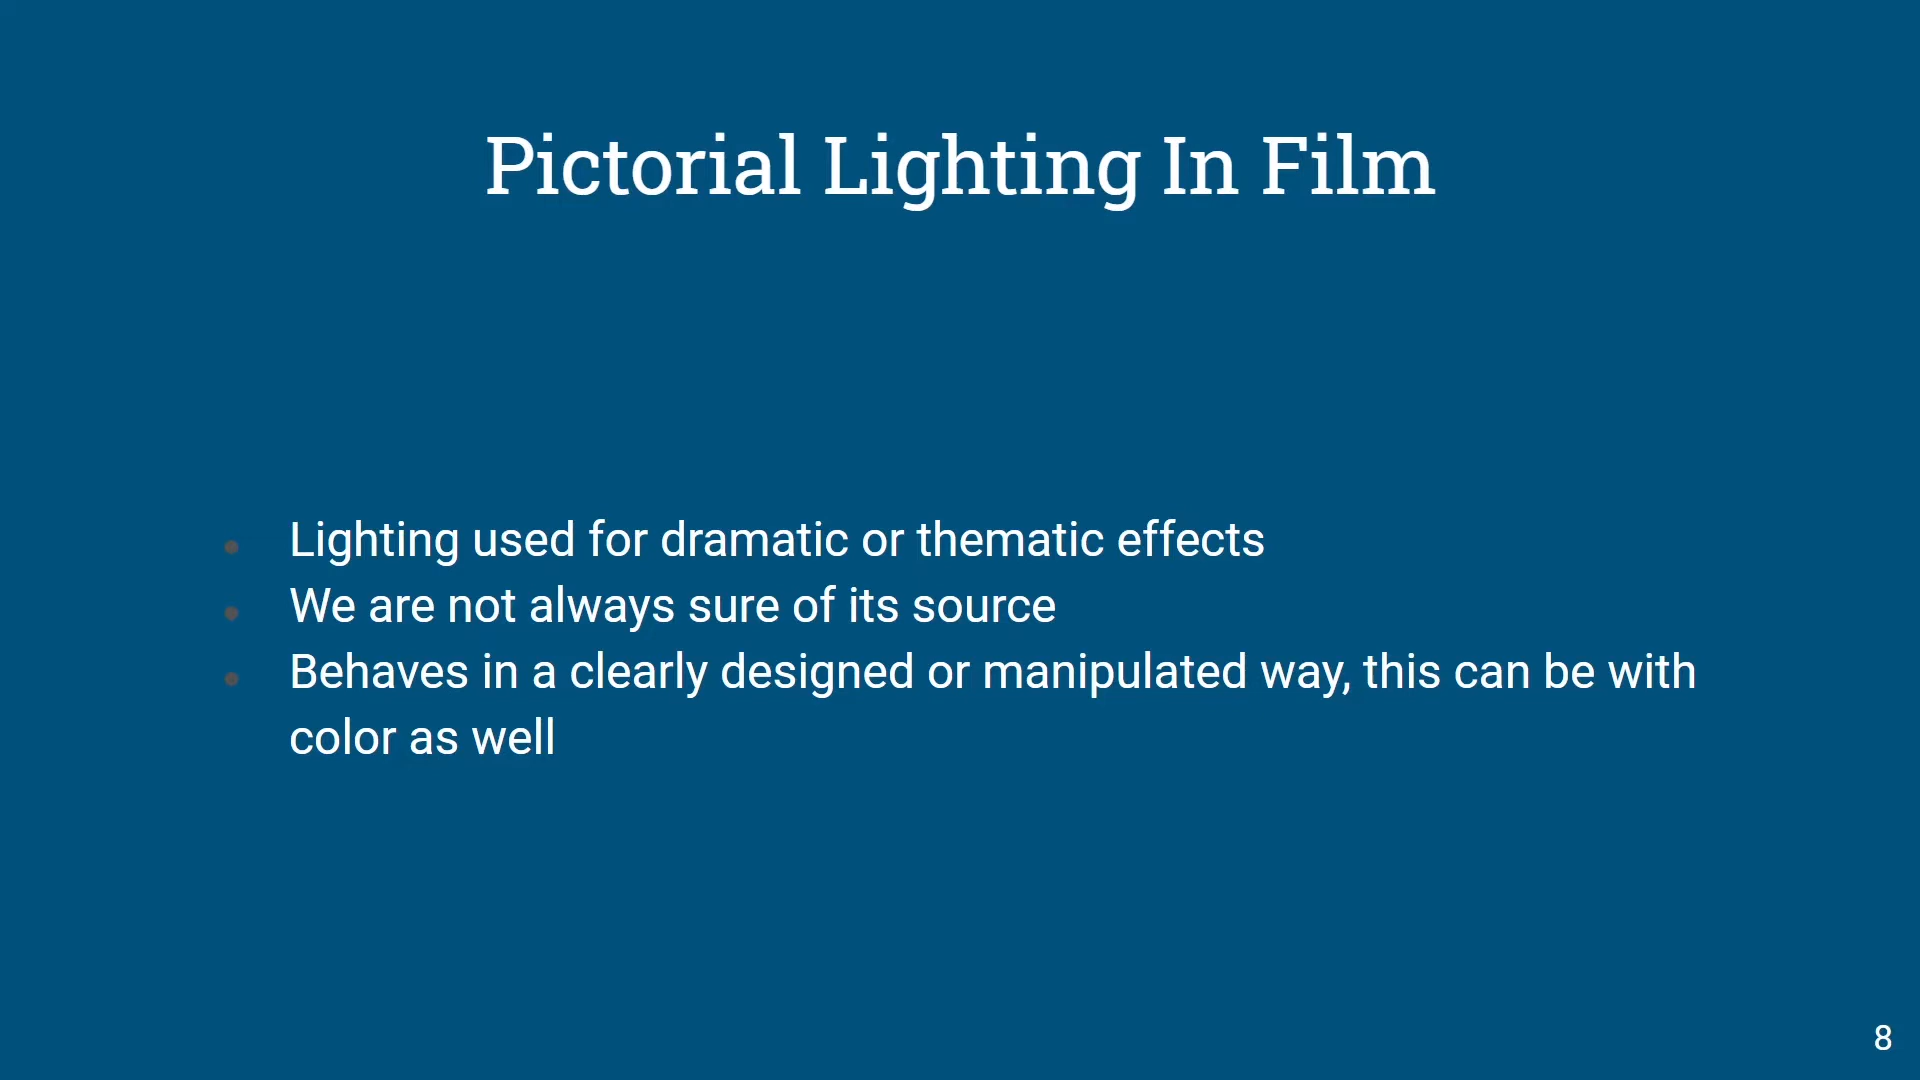 Pictorial Lighting In Film
Lighting used for dramatic or thematic effects
We are not always sure of its source
Behaves in a clearly designed or manipulated way, this can be with
color as well
8